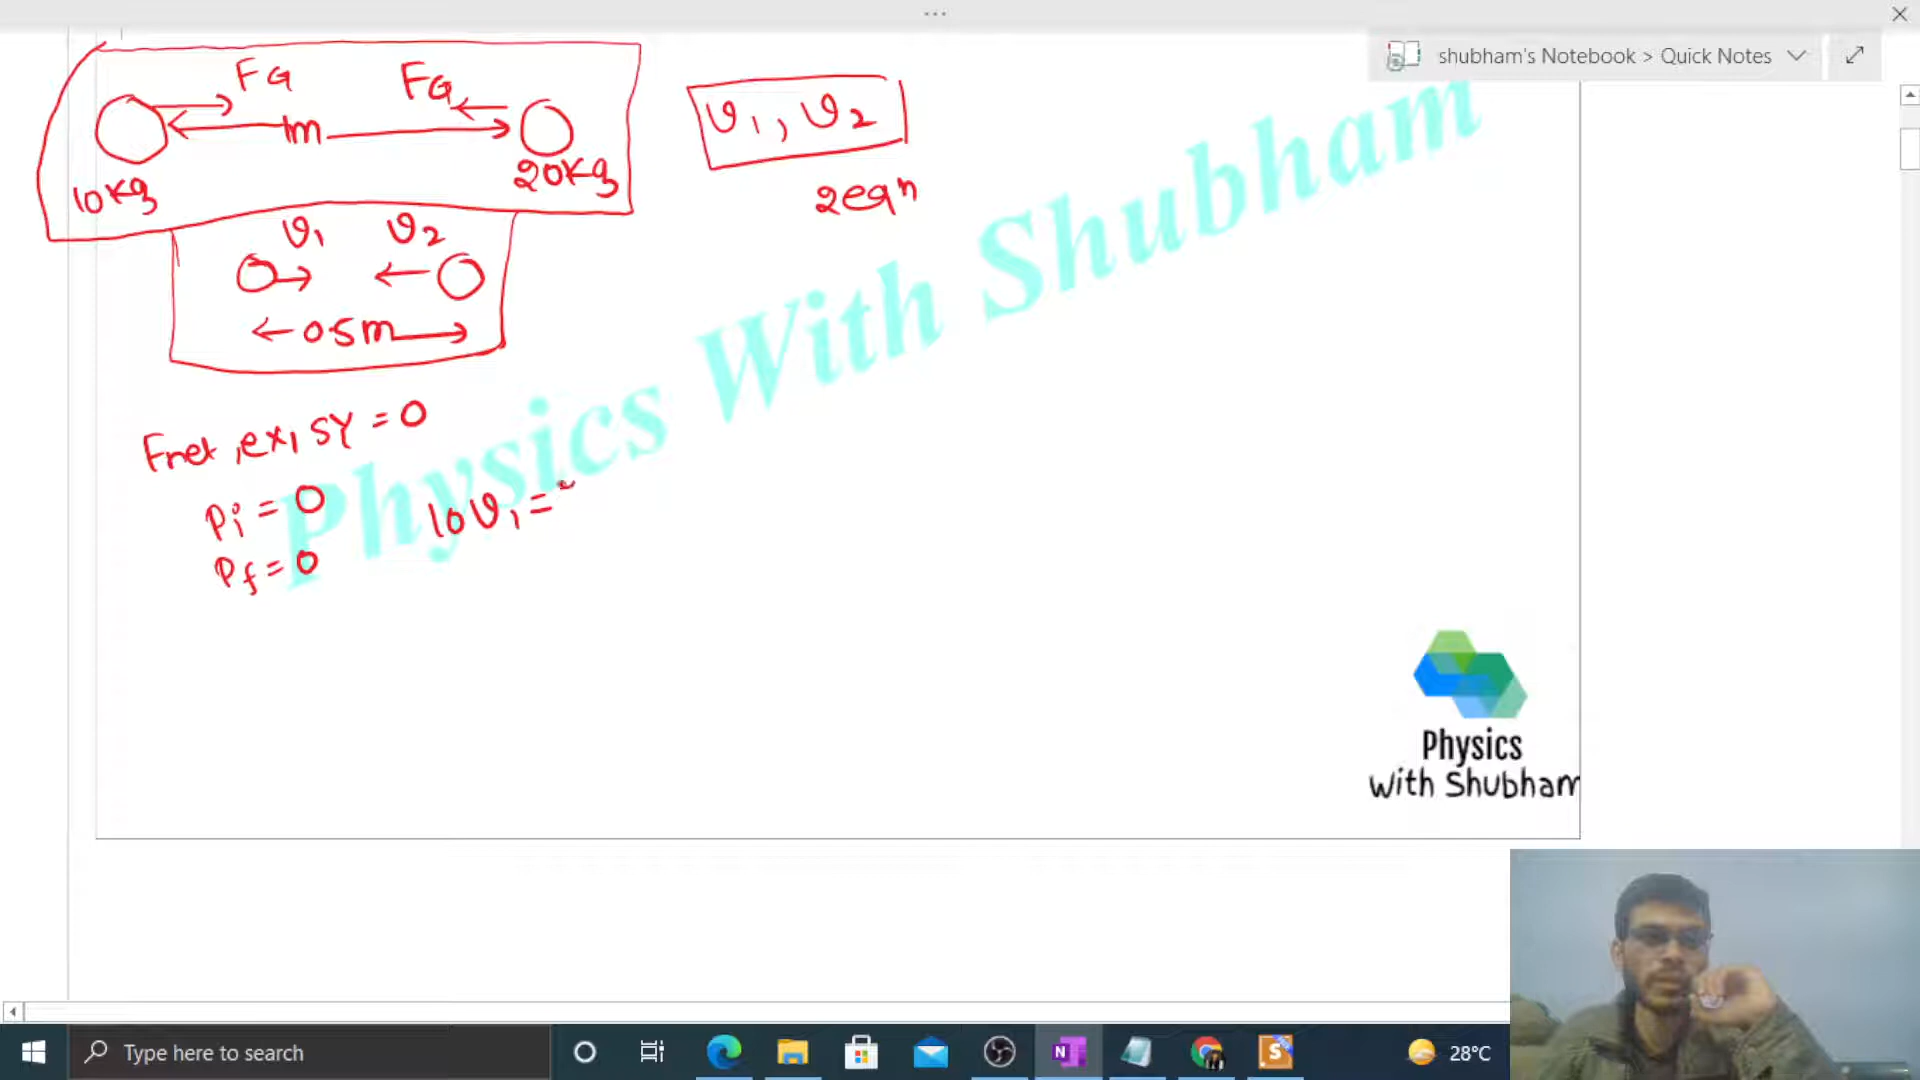 ...
shubham's Notebook > Quick Notes
FG FG
1m
10Kg 20Kg
v1, v2
2eqn
v1 v2
0.5m
Fnet, ex, SY = 0
Pi = 0
10v1 =
Pf = 0
Physics With Shubham
Physics
With Shubham
Type here to search
N
S
28°C